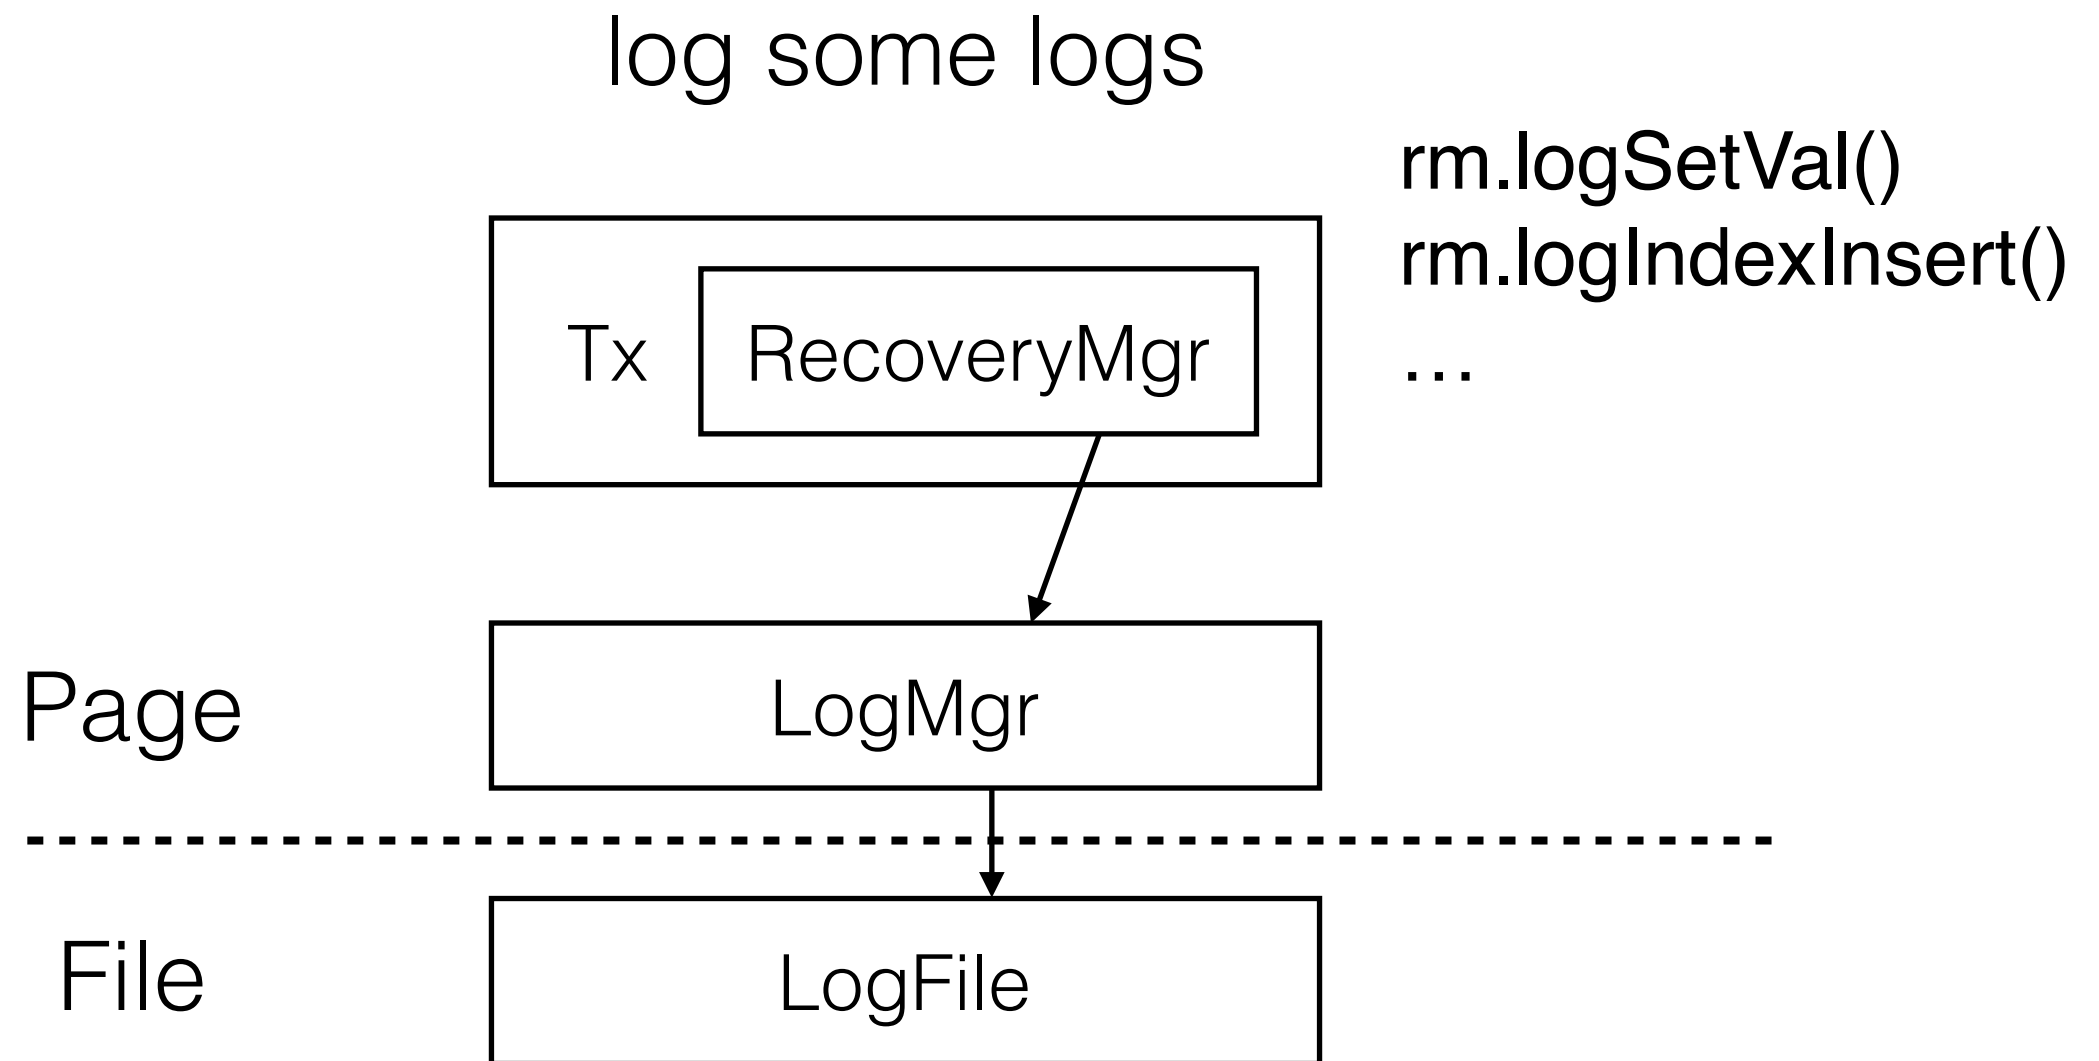 log some logs
rm.logSetVal()
rm.logIndexInsert()
Tx RecoveryMgr ...
Page LogMgr
File LogFile